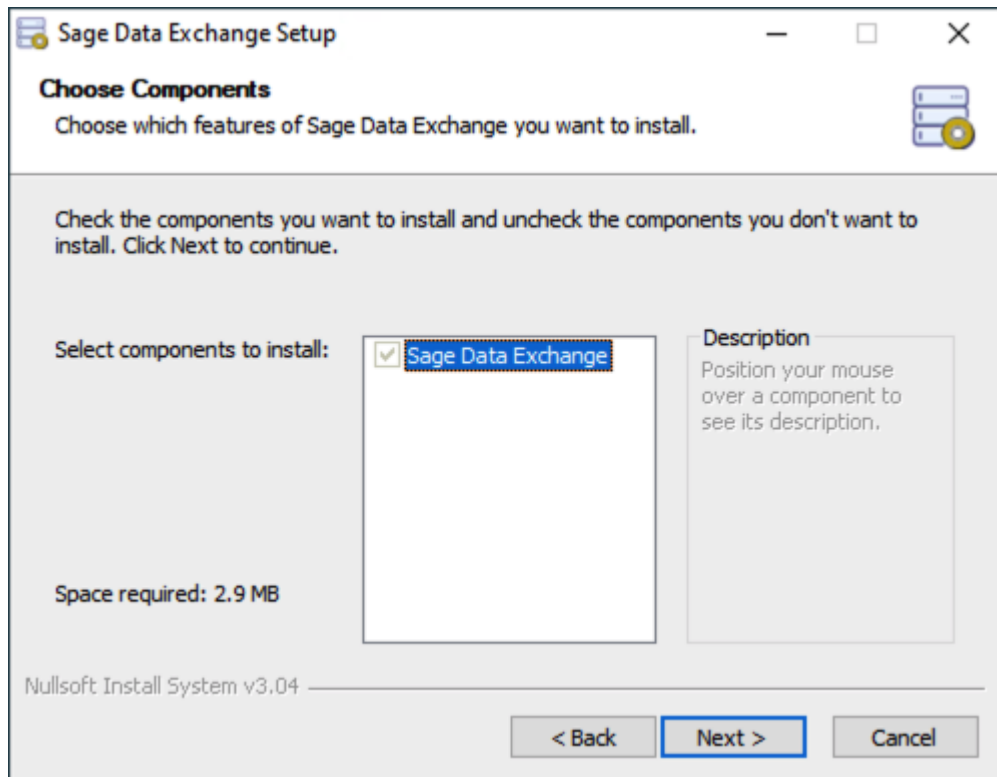 Sage Data Exchange Setup
Choose Components
Choose which features of Sage Data Exchange you want to install.
Check the components you want to install and uncheck the components you don't want to
install. Click Next to continue.
Select components to install:
Sage Data Exchange
Description
Position your mouse
over a component to
see its description.
Space required: 2.9 MB
Nullsoft Install System v3.04
< Back
Next >
Cancel